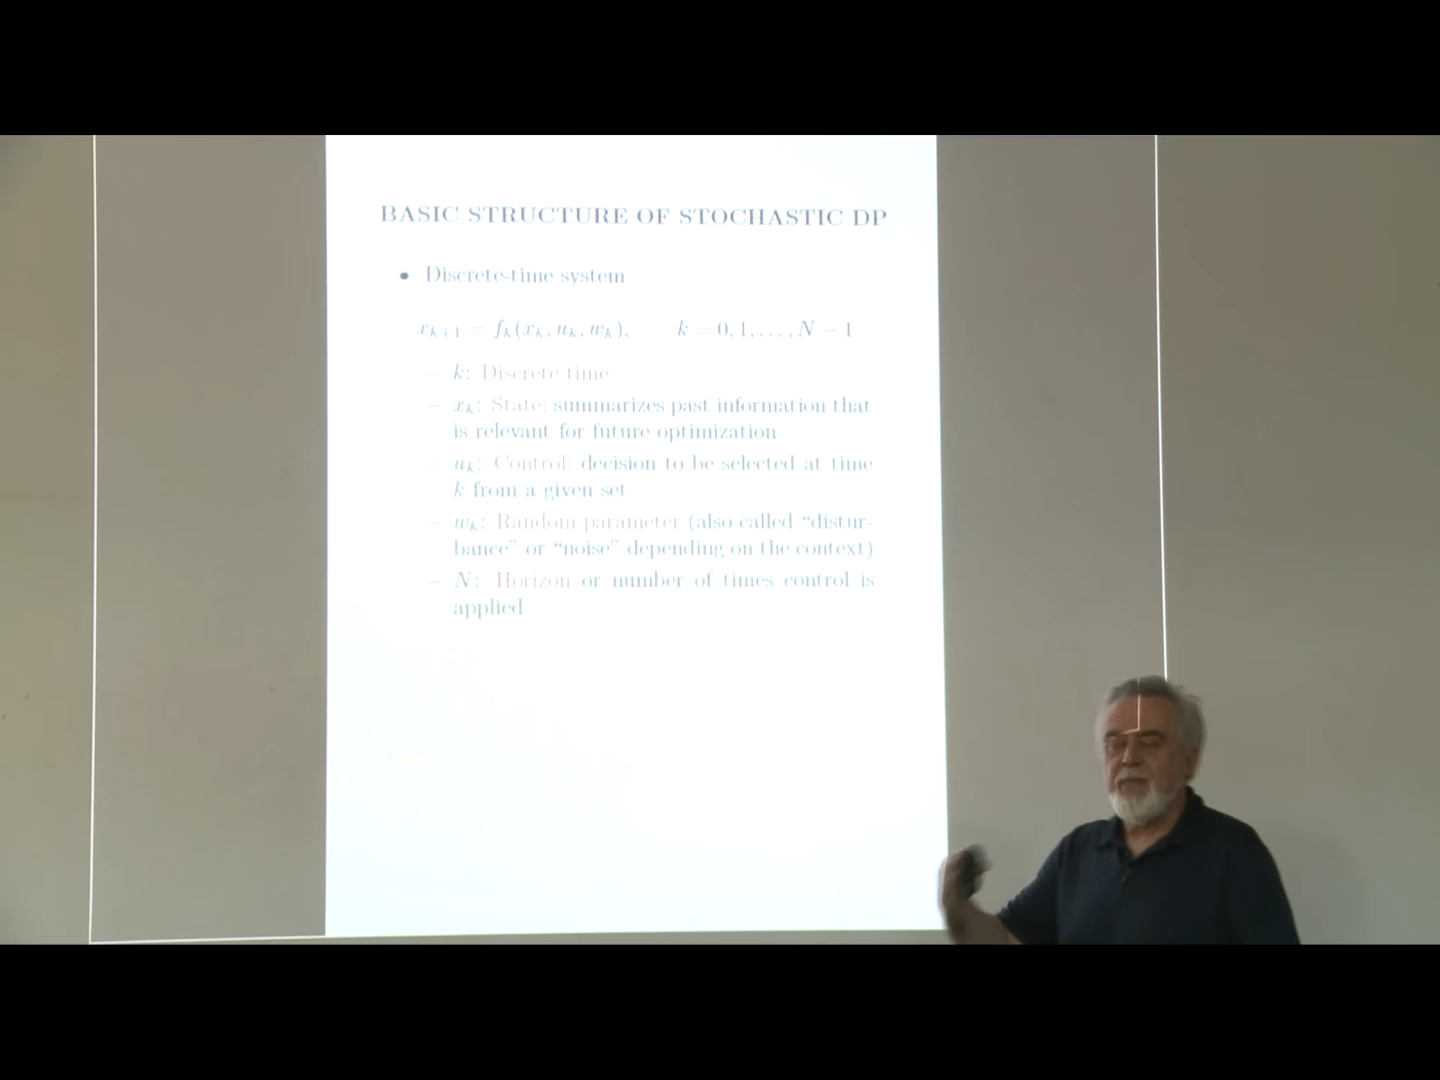 BASIC STRUCTURE OF STOCHASTIC DP
• Discrete-time system
x_{k+1} = f_k(x_k, u_k, w_k), k = 0, 1, . . . , N − 1
– k: Discrete time
– x_k: State; summarizes past information that
is relevant for future optimization
– u_k: Control; decision to be selected at time
k from a given set
– w_k: Random parameter (also called “distur-
bance” or “noise” depending on the context)
– N: Horizon or number of times control is
applied